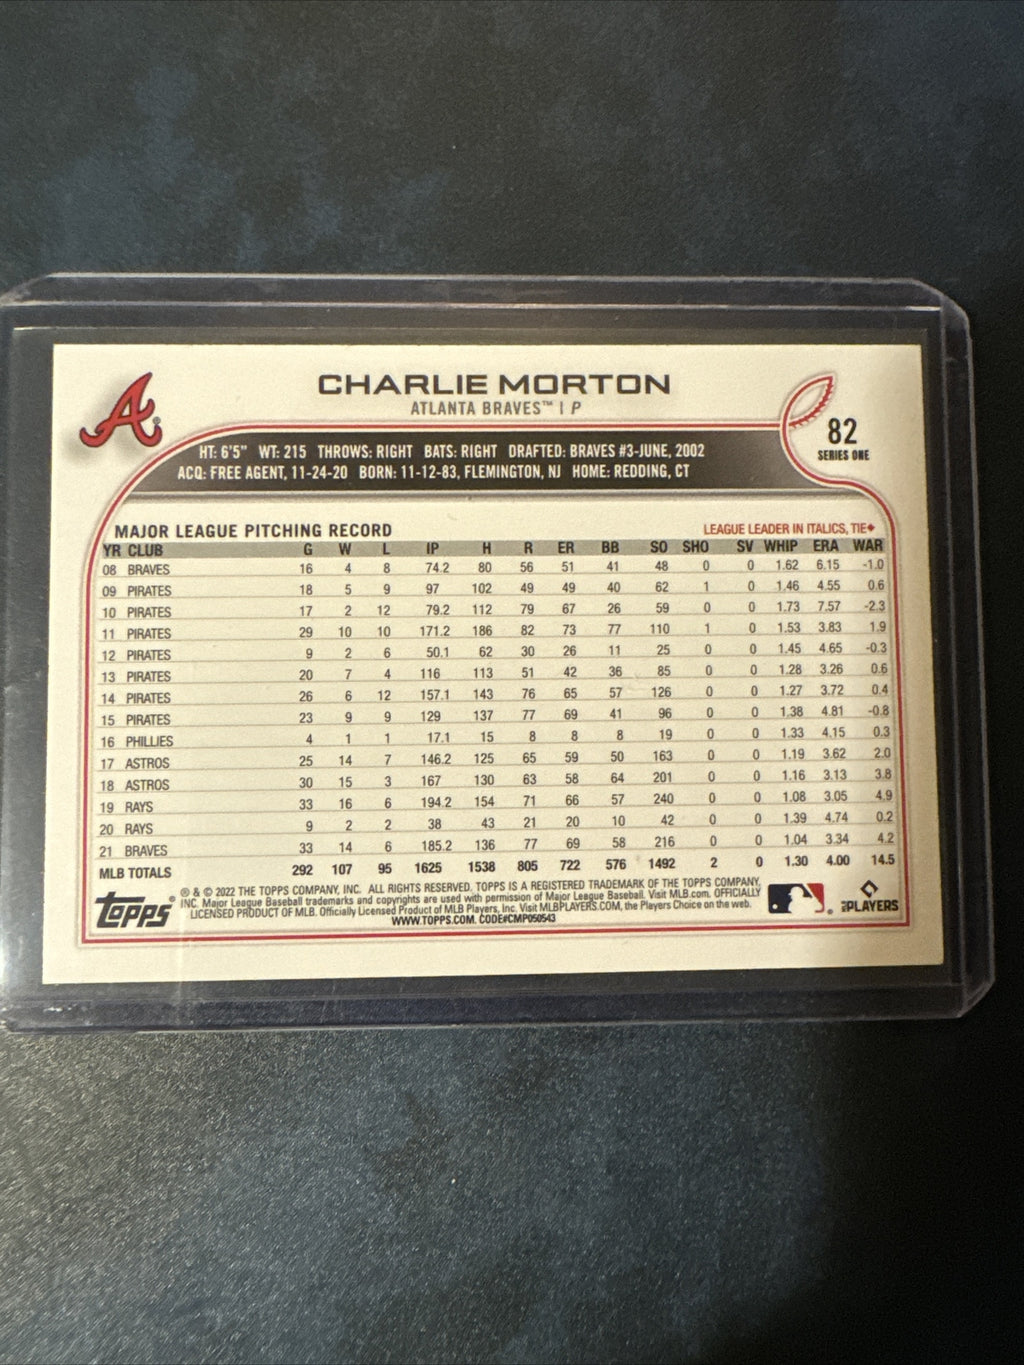 CHARLIE MORTON
ATLANTA BRAVES™ | P
82
SERIES ONE
HT: 6'5" WT: 215 THROWS: RIGHT BATS: RIGHT DRAFTED: BRAVES #3-JUNE, 2002
ACQ: FREE AGENT, 11-24-20 BORN: 11-12-83, FLEMINGTON, NJ HOME: REDDING, CT
MAJOR LEAGUE PITCHING RECORD LEAGUE LEADER IN ITALICS, TIE♦
YR CLUB G W L IP H R ER BB SO SHO SV WHIP ERA WAR
08 BRAVES 16 4 8 74.2 80 56 51 41 48 0 0 1.62 6.15 -1.0
09 PIRATES 18 5 9 97 102 49 49 40 62 1 0 1.46 4.55 0.6
10 PIRATES 17 2 12 79.2 112 79 67 26 59 0 0 1.73 7.57 -2.3
11 PIRATES 29 10 10 171.2 186 82 73 77 110 1 0 1.53 3.83 1.9
12 PIRATES 9 2 6 50.1 62 30 26 11 25 0 0 1.45 4.65 -0.3
13 PIRATES 20 7 4 116 113 51 42 36 85 0 0 1.28 3.26 0.6
14 PIRATES 26 6 12 157.1 143 76 65 57 126 0 0 1.27 3.72 0.4
15 PIRATES 23 9 9 129 137 77 69 41 96 0 0 1.38 4.81 -0.8
16 PHILLIES 4 1 1 17.1 15 8 8 8 19 0 0 1.33 4.15 0.3
17 ASTROS 25 14 7 146.2 125 65 59 50 163 0 0 1.19 3.62 2.0
18 ASTROS 30 15 3 167 130 63 58 64 201 0 0 1.16 3.13 3.8
19 RAYS 33 16 6 194.2 154 71 66 57 240 0 0 1.08 3.05 4.9
20 RAYS 9 2 2 38 43 21 20 10 42 0 0 1.39 4.74 0.2
21 BRAVES 33 14 6 185.2 136 77 69 58 216 0 0 1.04 3.34 4.2
MLB TOTALS 292 107 95 1625 1538 805 722 576 1492 2 0 1.30 4.00 14.5
topps®
® & © 2022 THE TOPPS COMPANY, INC. ALL RIGHTS RESERVED. TOPPS IS A REGISTERED TRADEMARK OF THE TOPPS COMPANY,
INC. Major League Baseball trademarks and copyrights are used with permission of Major League Baseball. Visit MLB.com. OFFICIALLY
LICENSED PRODUCT OF MLB. Officially Licensed Product of MLB Players, Inc. Visit MLBPLAYERS.COM, the Players Choice on the web.
WWW.TOPPS.COM. CODE#CMP050543
MLB PLAYERS